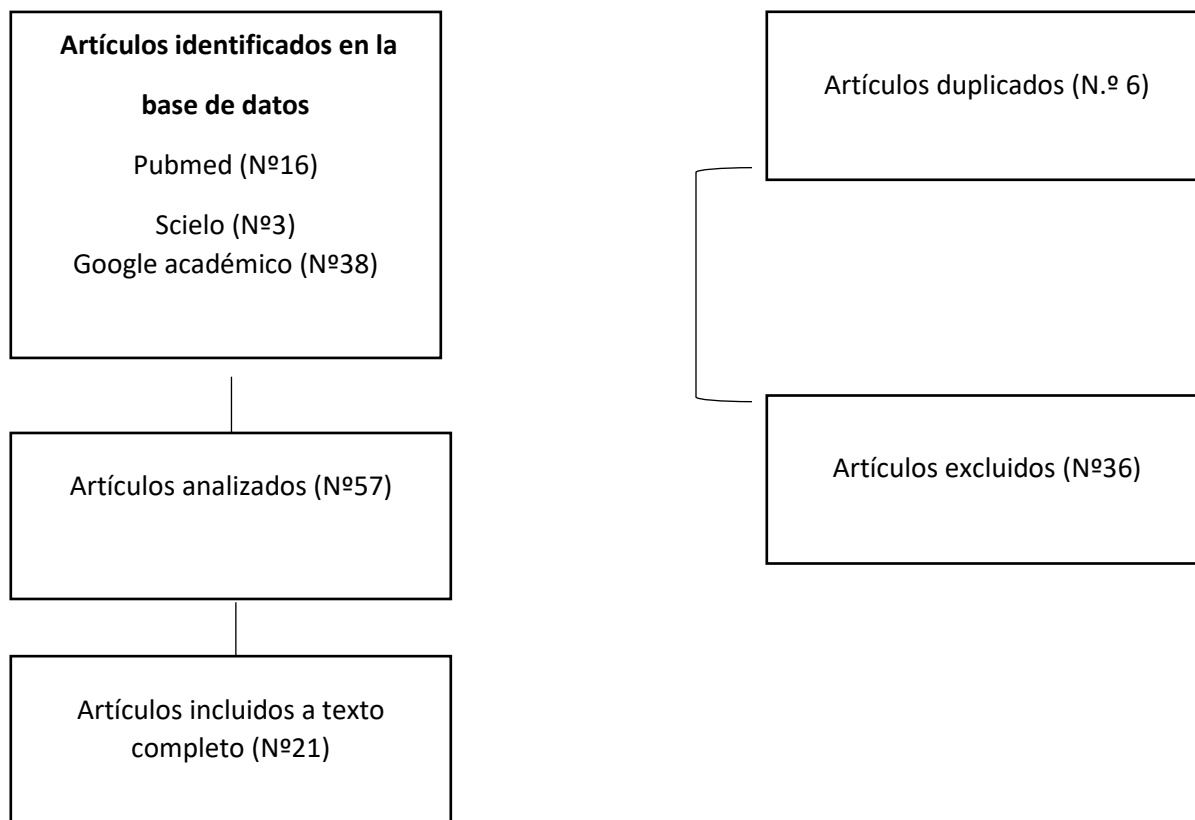 Artículos identificados en la
base de datos
Pubmed (Nº16)
Scielo (Nº3)
Google académico (Nº38)
Artículos analizados (Nº57)
Artículos incluidos a texto
completo (Nº21)
Artículos duplicados (N.º 6)
Artículos excluidos (Nº36)